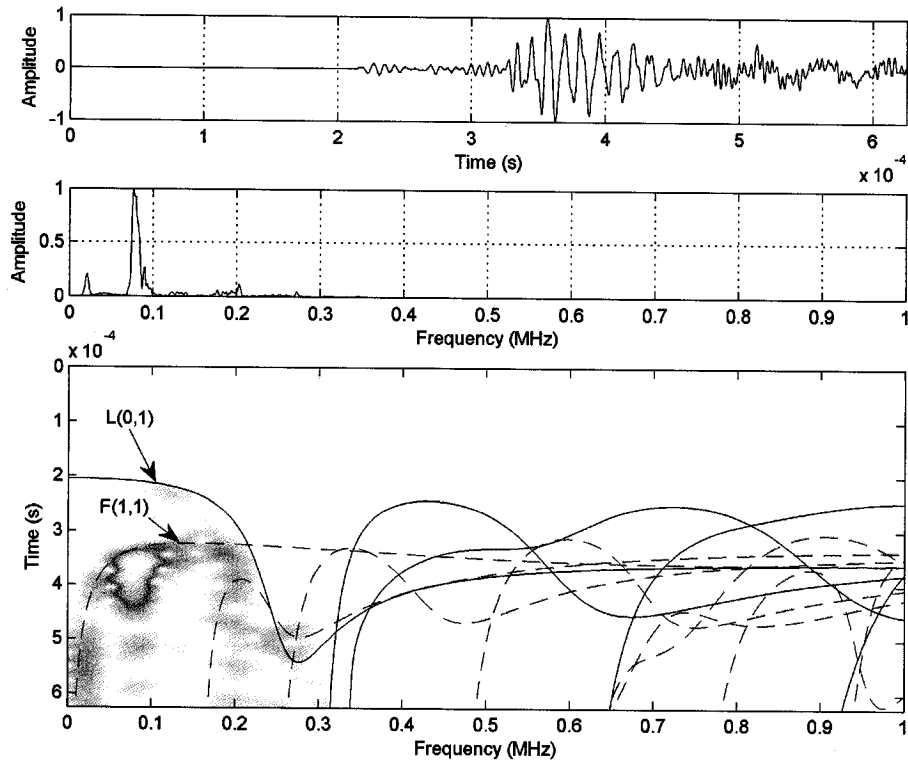 Amplitude
1
0
-1
0 1 2 3 4 5 6
Time (s)
x 10⁻⁴
Amplitude
1
0.5
0
0 0.1 0.2 0.3 0.4 0.5 0.6 0.7 0.8 0.9 1
Frequency (MHz)
x 10⁻⁴
Time (s)
0
1
2
3
4
5
6
L(0,1)
F(1,1)
0 0.1 0.2 0.3 0.4 0.5 0.6 0.7 0.8 0.9 1
Frequency (MHz)